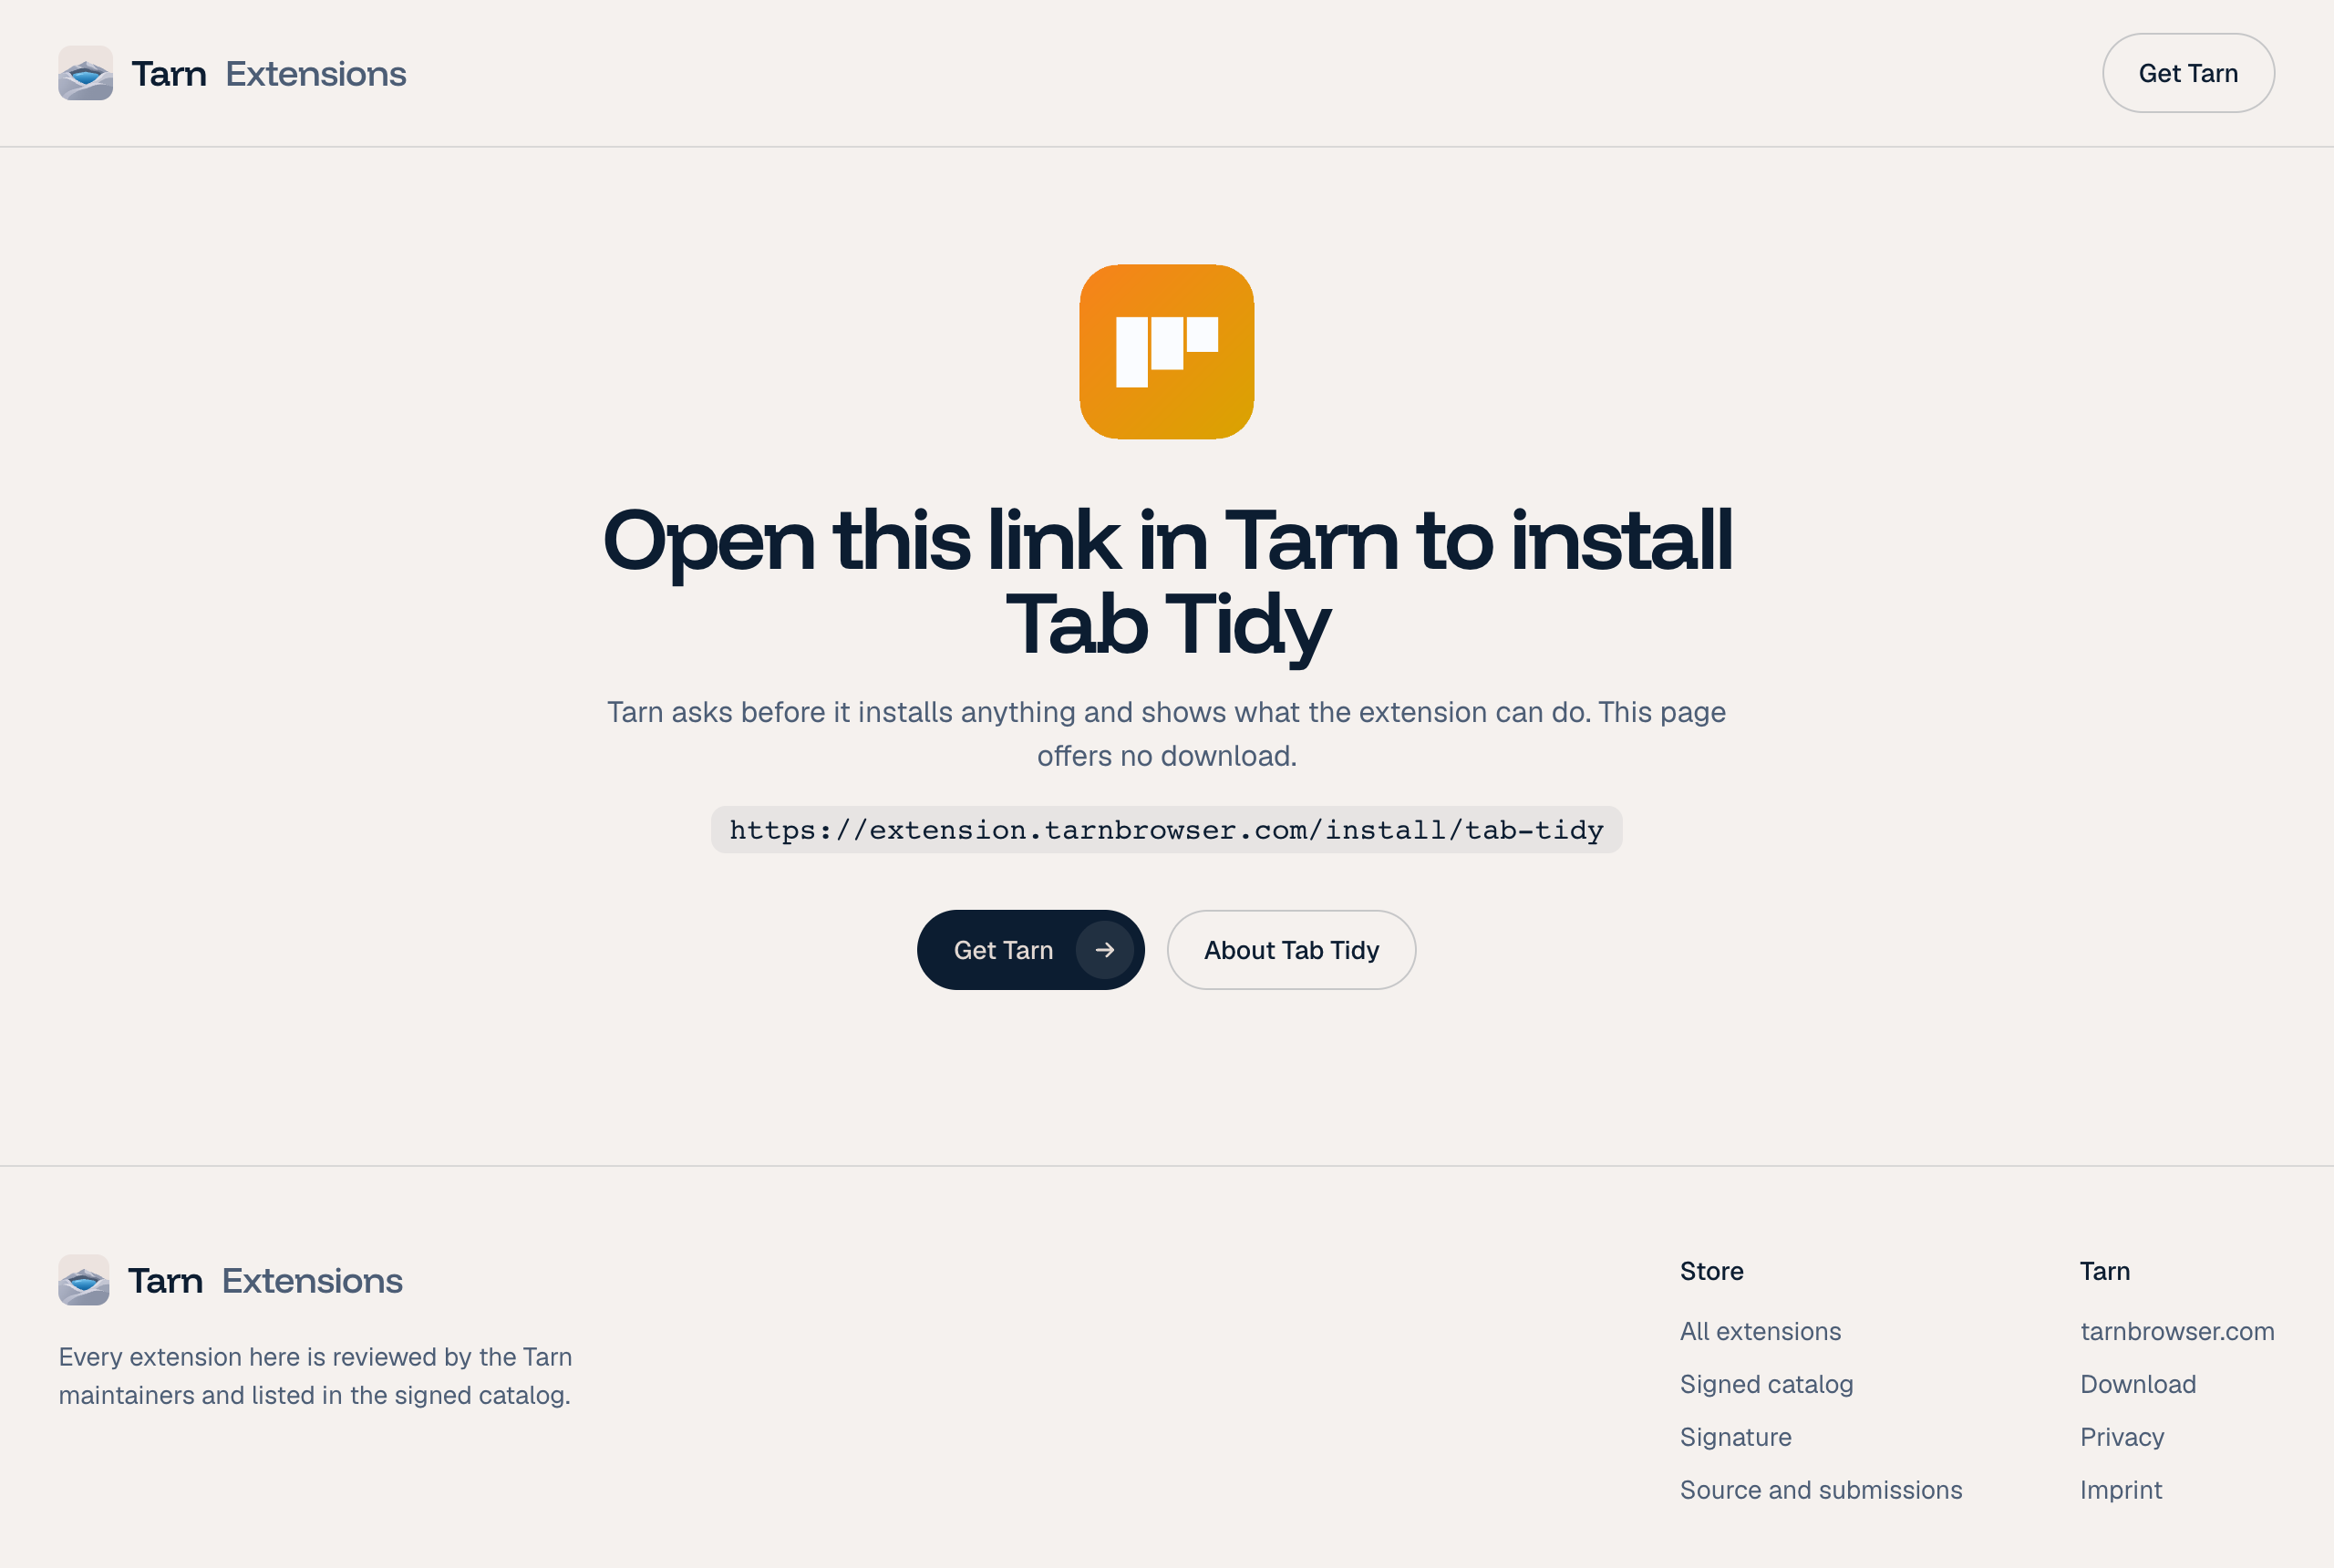 Tarn Extensions
Get Tarn
Open this link in Tarn to install
Tab Tidy
Tarn asks before it installs anything and shows what the extension can do. This page
offers no download.
https://extension.tarnbrowser.com/install/tab-tidy
Get Tarn
About Tab Tidy
Tarn Extensions
Every extension here is reviewed by the Tarn
maintainers and listed in the signed catalog.
Store
All extensions
Signed catalog
Signature
Source and submissions
Tarn
tarnbrowser.com
Download
Privacy
Imprint